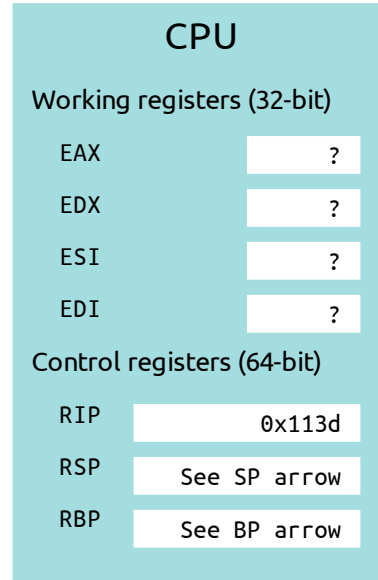 CPU
Working registers (32-bit)
EAX ?
EDX ?
ESI ?
EDI ?
Control registers (64-bit)
RIP 0x113d
RSP See SP arrow
RBP See BP arrow